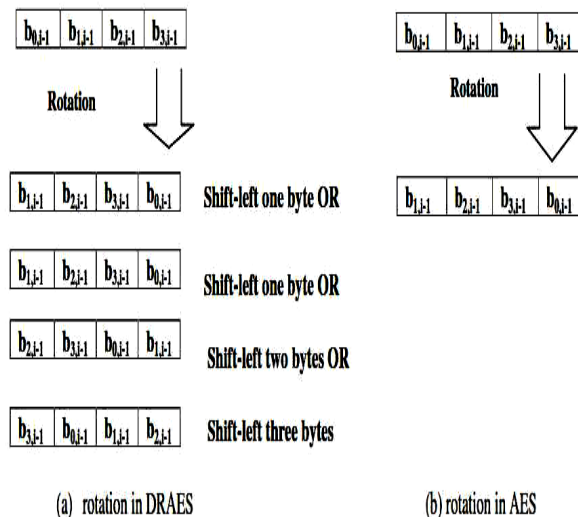 b0,i-1 b1,i-1 b2,i-1 b3,i-1
Rotation
b1,i-1 b2,i-1 b3,i-1 b0,i-1 Shift-left one byte OR
b1,i-1 b2,i-1 b3,i-1 b0,i-1 Shift-left one byte OR
b2,i-1 b3,i-1 b0,i-1 b1,i-1 Shift-left two bytes OR
b3,i-1 b0,i-1 b1,i-1 b2,i-1 Shift-left three bytes
(a) rotation in DRAES
b0,i-1 b1,i-1 b2,i-1 b3,i-1
Rotation
b1,i-1 b2,i-1 b3,i-1 b0,i-1
(b) rotation in AES